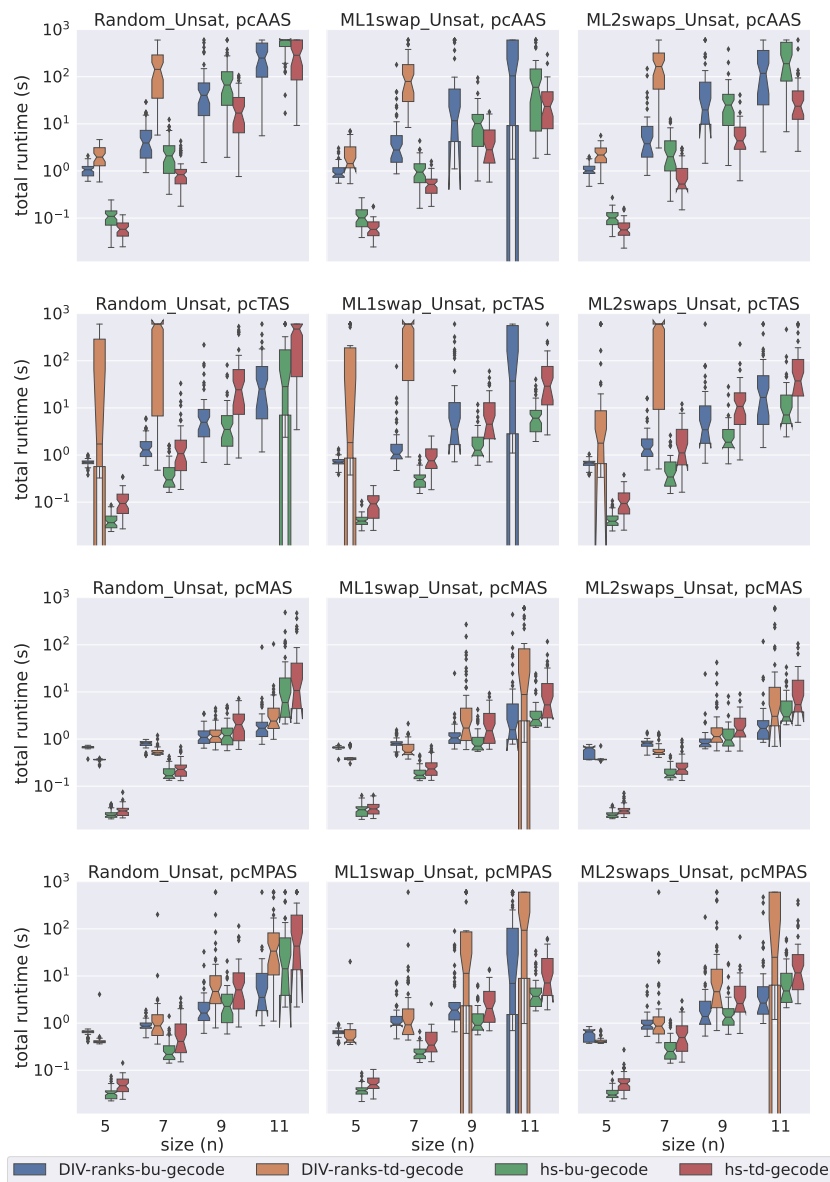 Random_Unsat, pcAAS
ML1swap_Unsat, pcAAS
ML2swaps_Unsat, pcAAS
total runtime (s)
10³
10²
10¹
10⁰
10⁻¹
Random_Unsat, pcTAS
ML1swap_Unsat, pcTAS
ML2swaps_Unsat, pcTAS
total runtime (s)
10³
10²
10¹
10⁰
10⁻¹
Random_Unsat, pcMAS
ML1swap_Unsat, pcMAS
ML2swaps_Unsat, pcMAS
total runtime (s)
10³
10²
10¹
10⁰
10⁻¹
Random_Unsat, pcMPAS
ML1swap_Unsat, pcMPAS
ML2swaps_Unsat, pcMPAS
total runtime (s)
10³
10²
10¹
10⁰
10⁻¹
5 7 9 11
5 7 9 11
5 7 9 11
size (n)
size (n)
size (n)
DIV-ranks-bu-gecode
DIV-ranks-td-gecode
hs-bu-gecode
hs-td-gecode